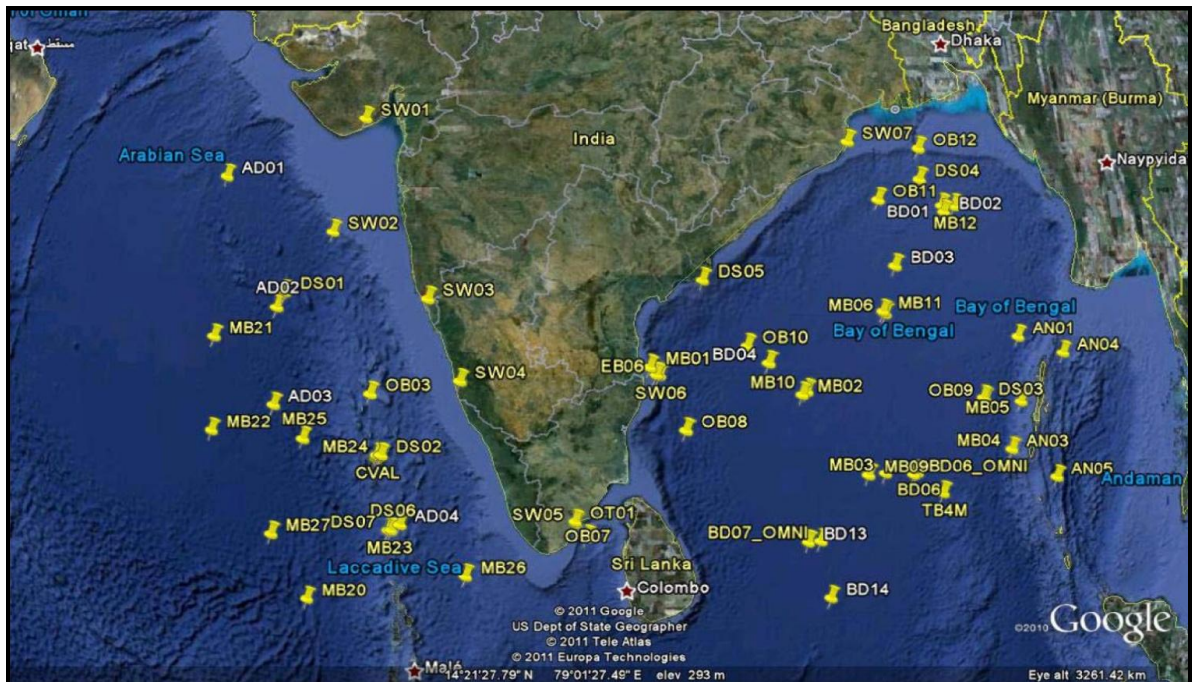 of Oman
Bangladesh
Dhaka
مسقط
Myanmar (Burma)
SW01
India
SW07
OB12
Arabian Sea
AD01
Naypyida
DS04
OB11
BD02
BD01
MB12
SW02
BD03
DS05
AD02
DS01
SW03
MB06
MB11
Bay of Bengal
MB21
Bay of Bengal
AN01
OB10
AN04
BD04
EB06
MB01
SW04
MB10
MB02
OB03
SW06
OB09
DS03
AD03
MB05
MB25
MB22
OB08
MB24
DS02
MB04
AN03
CVAL
MB03
MB09
BD06_OMNI
AN05
Andaman
BD06
TB4M
DS06
SW05
OT01
AD04
MB27
DS07
OB07
BD07_OMNI
BD13
MB23
Laccadive Sea
MB26
Sri Lanka
MB20
Colombo
BD14
© 2011 Google
US Dept of State Geographer
© 2011 Tele Atlas
© 2011 Europa Technologies
©2010 Google
Malé
14°21'27.79" N 79°01'27.49" E elev 293 m
Eye alt 3261.42 km